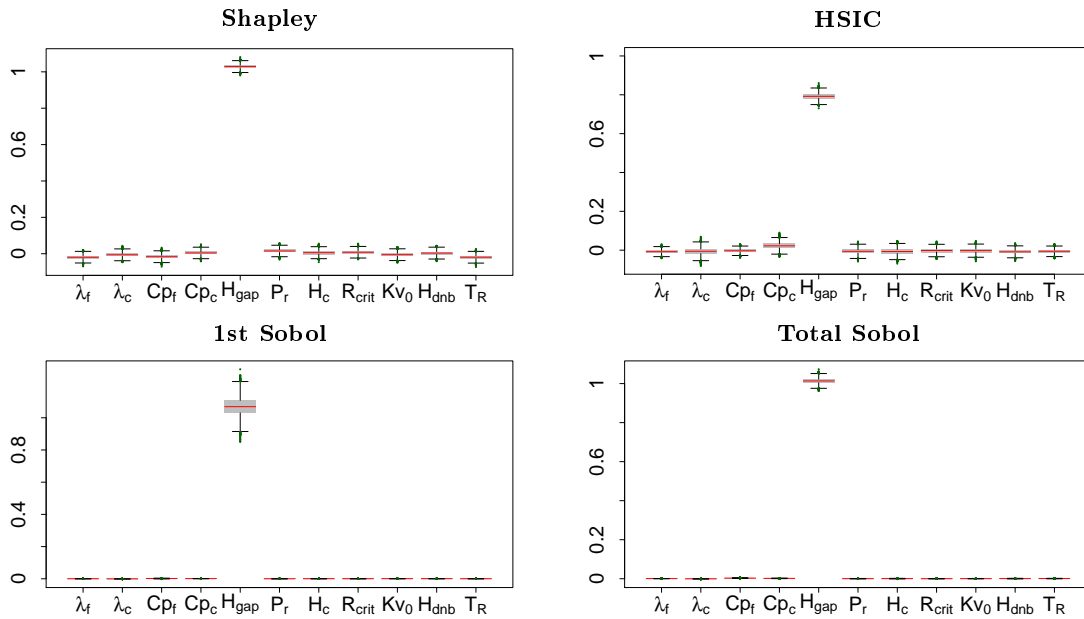 Shapley
HSIC
1
0.6
0.2
0
λf λc Cpf Cpc Hgap Pr Hc Rcrit Kv0 Hdnb TR
1
0.6
0.2
0
λf λc Cpf Cpc Hgap Pr Hc Rcrit Kv0 Hdnb TR
1st Sobol
Total Sobol
0.8
0.4
0
λf λc Cpf Cpc Hgap Pr Hc Rcrit Kv0 Hdnb TR
1
0.6
0.2
0
λf λc Cpf Cpc Hgap Pr Hc Rcrit Kv0 Hdnb TR